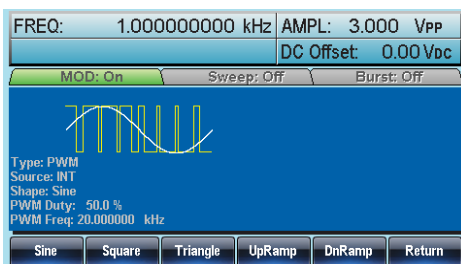 FREQ: 1.000000000 kHz AMPL: 3.000 VPP
DC Offset: 0.00 VDC
MOD: On Sweep: Off Burst: Off
Type: PWM
Source: INT
Shape: Sine
PWM Duty: 50.0 %
PWM Freq: 20.000000 kHz
Sine Square Triangle UpRamp DnRamp Return